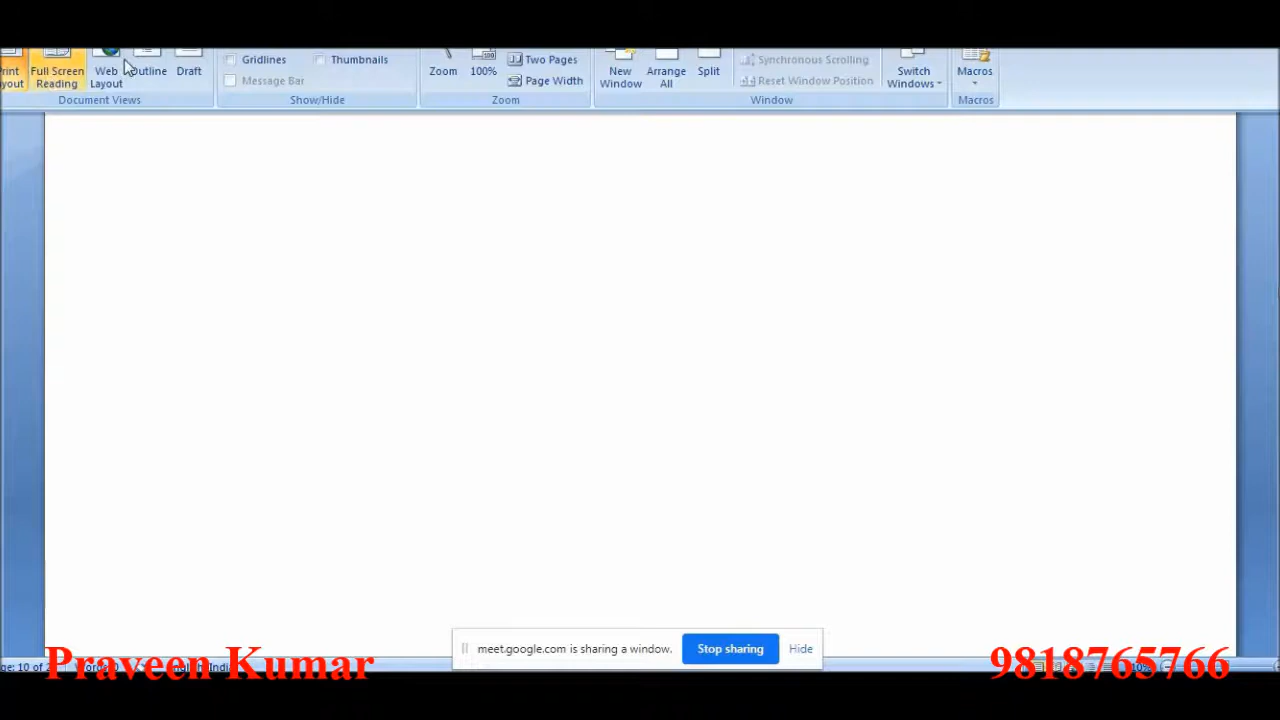 Gridlines Thumbnails Two Pages Synchronous Scrolling
Full Screen Reading Web Layout Outline Draft Message Bar Zoom 100% Page Width New Window Arrange All Split Reset Window Position Switch Windows Macros
Document Views Show/Hide Zoom Window Macros
meet.google.com is sharing a window. Stop sharing Hide
Praveen Kumar 9818765766